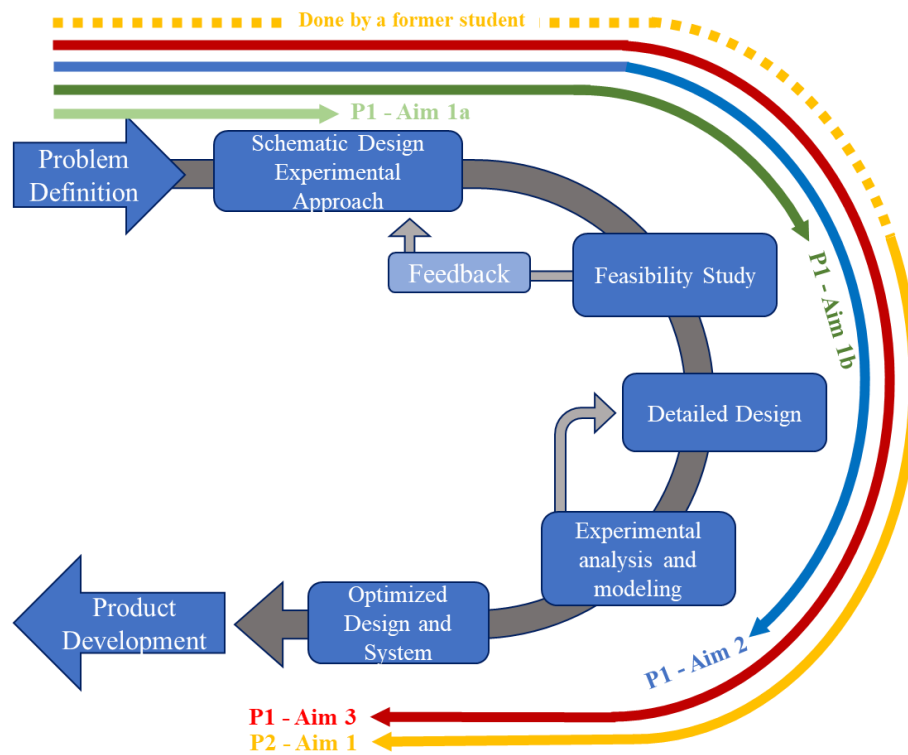 Done by a former student
P1 - Aim 1a
Problem
Definition
Schematic Design
Experimental
Approach
Feedback
Feasibility Study
P1 - Aim 1b
Detailed Design
Experimental
analysis and
modeling
Optimized
Design and
System
Product
Development
P1 - Aim 2
P1 - Aim 3
P2 - Aim 1